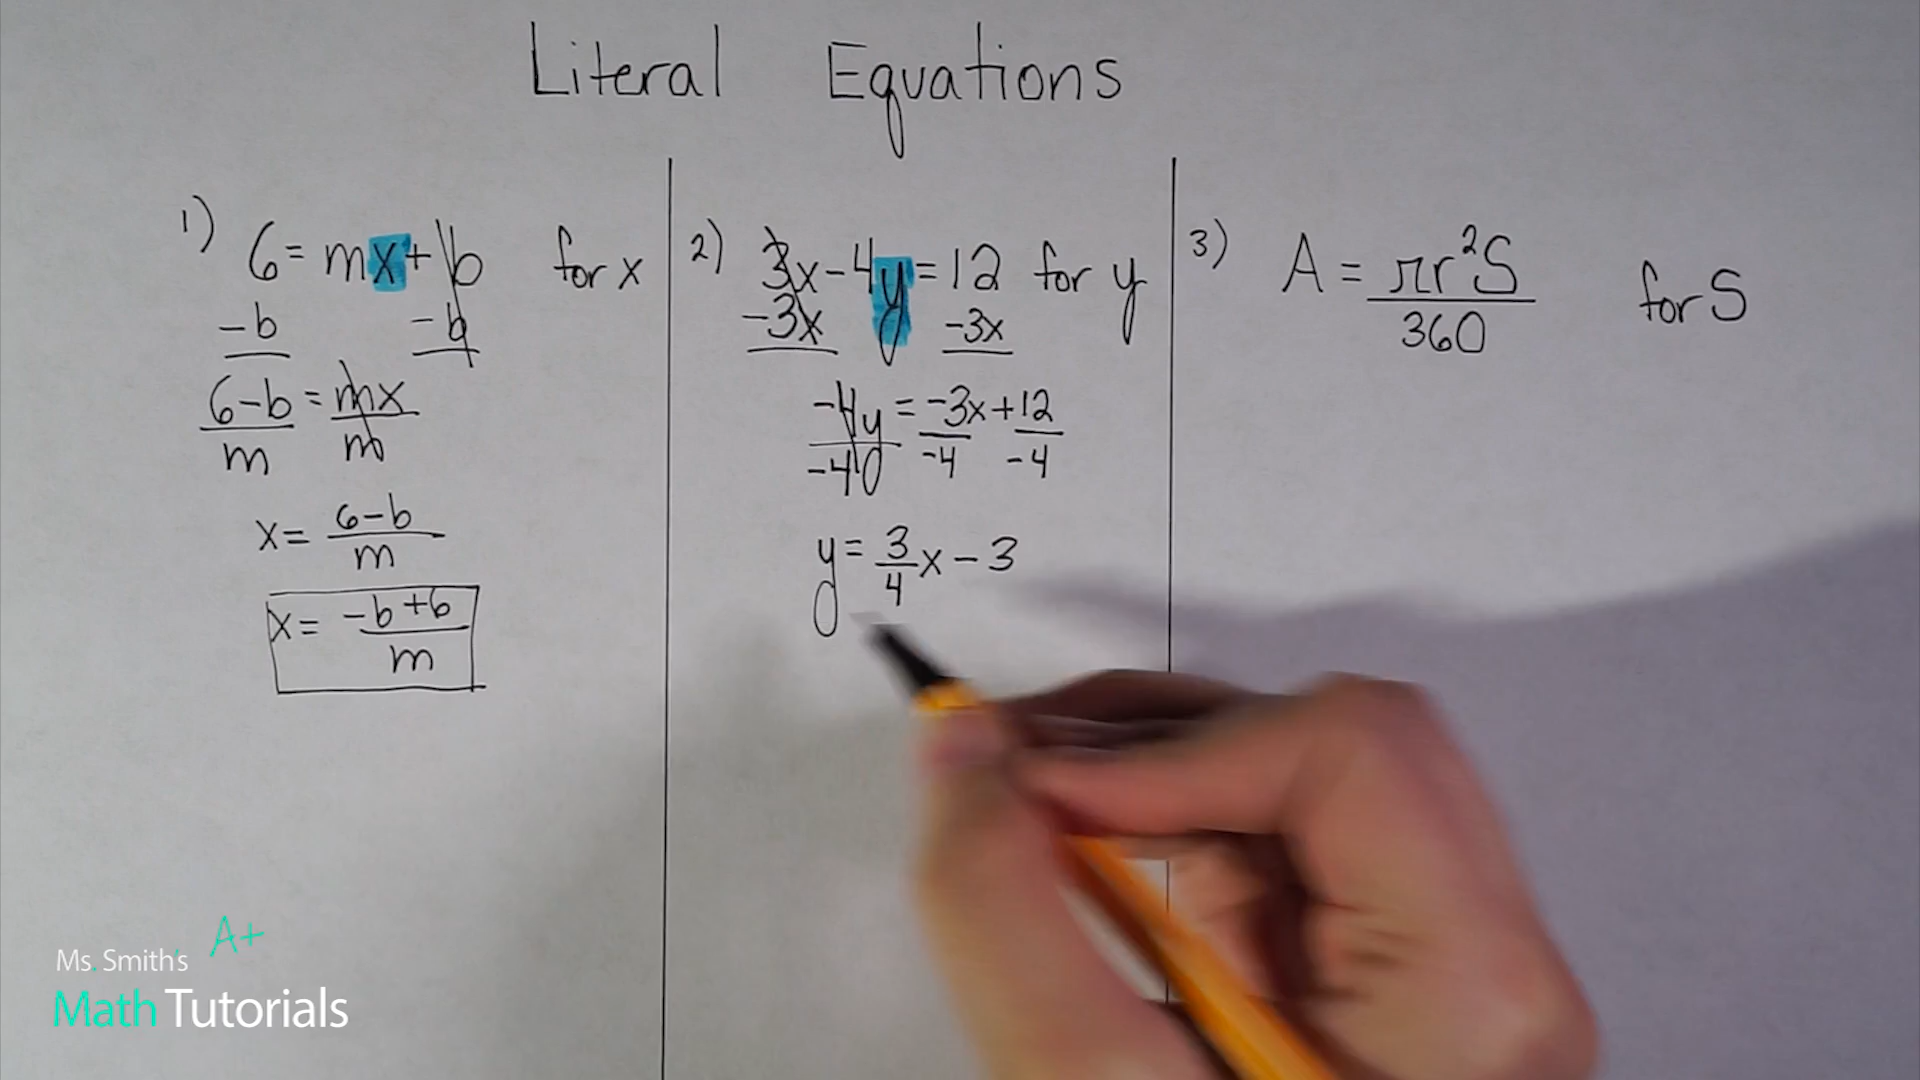 Literal Equations
1) 6 = mx + b for x
-b -b
6-b = mx
m m
x = 6-b
m
x = -b+6
m
2) 3x-4y=12 for y
-3x -3x
-4y = -3x+12
-4 -4 -4
y = 3/4 x - 3
3) A = πr²S for S
360
A+
Ms. Smith's
Math Tutorials